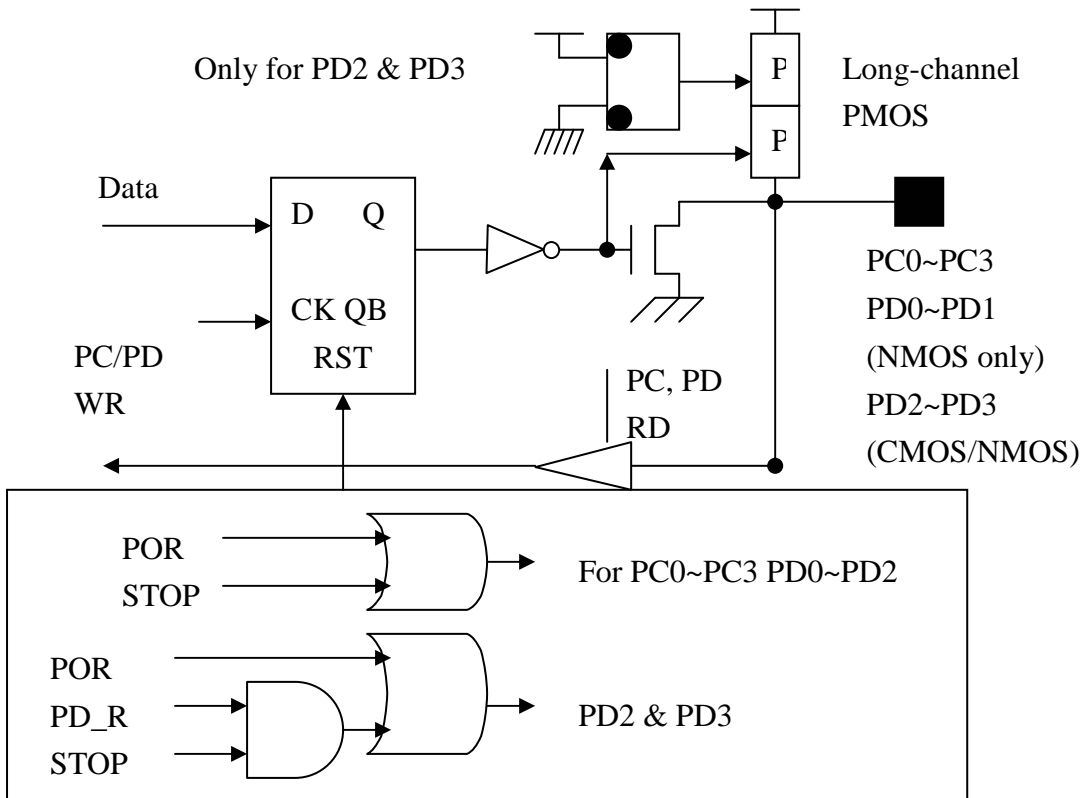 Only for PD2 & PD3
P
Long-channel
PMOS
P
Data
D Q
CK QB
RST
PC/PD
WR
PC, PD
RD
PC0~PC3
PD0~PD1
(NMOS only)
PD2~PD3
(CMOS/NMOS)
POR
STOP
For PC0~PC3 PD0~PD2
POR
PD_R
STOP
PD2 & PD3